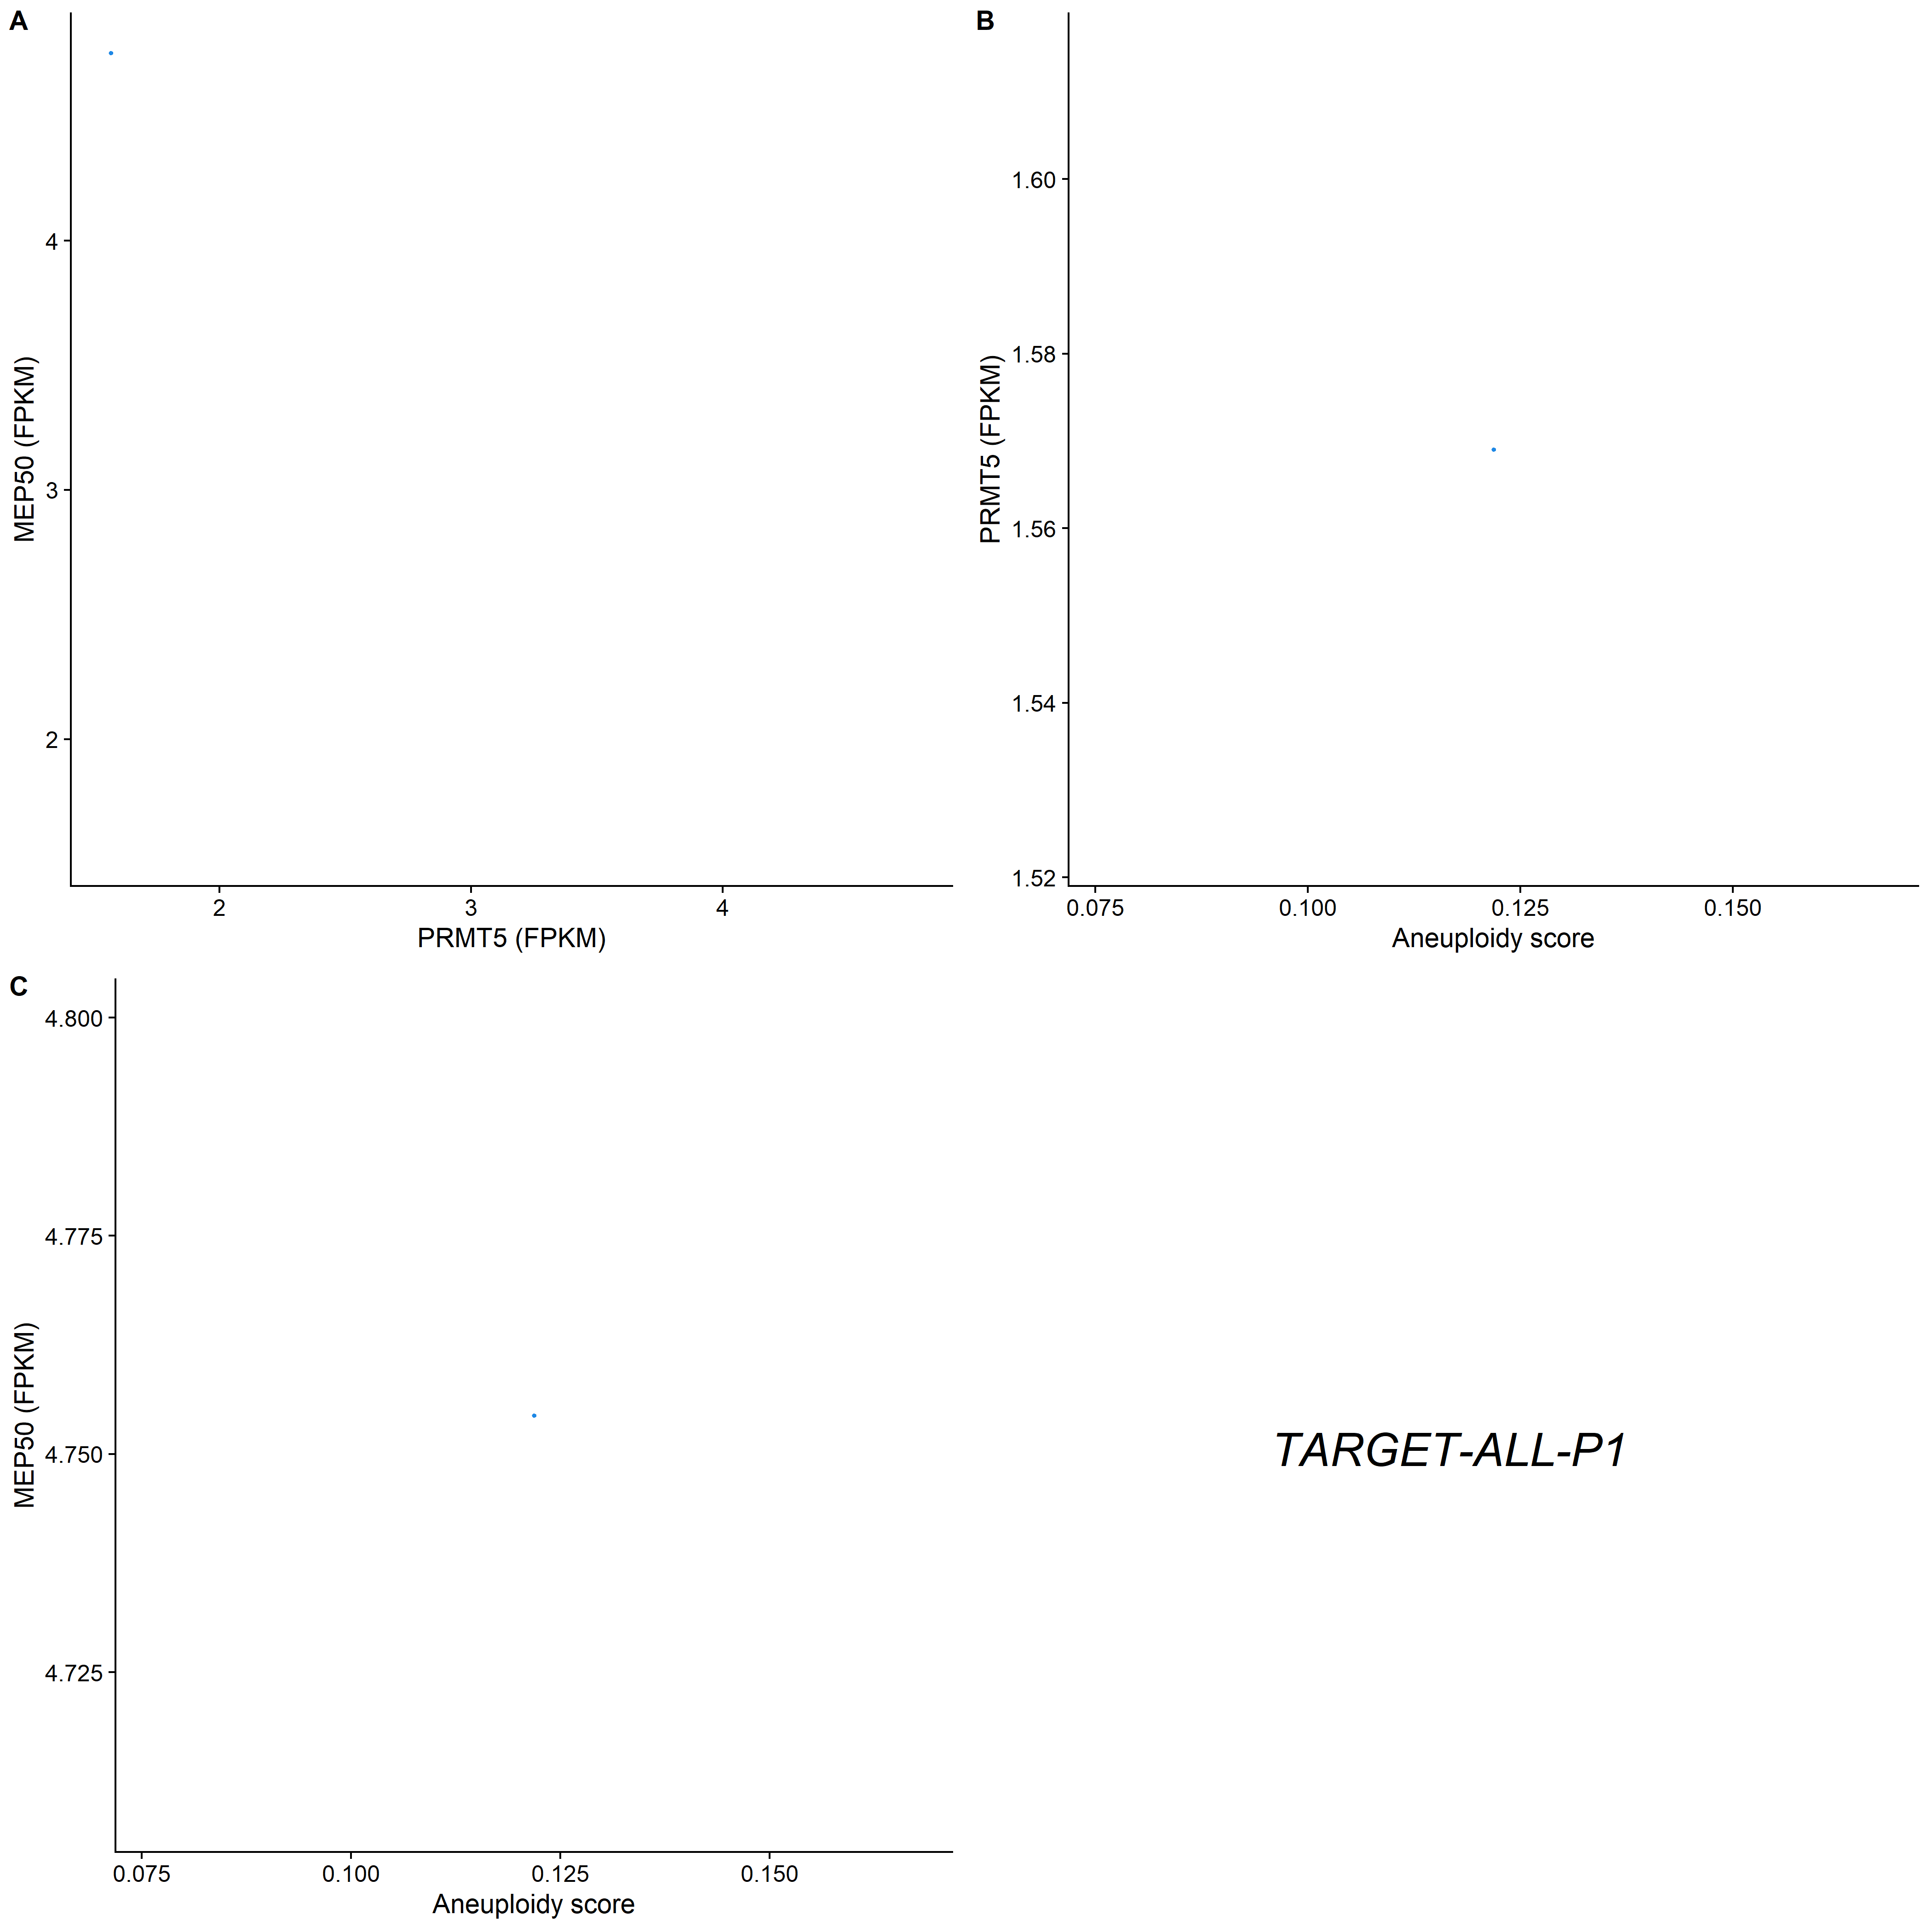 A
4
3
2
MEP50 (FPKM)
2 3 4
PRMT5 (FPKM)
B
1.60
1.58
1.56
1.54
1.52
PRMT5 (FPKM)
0.075 0.100 0.125 0.150
Aneuploidy score
C
4.800
4.775
4.750
4.725
MEP50 (FPKM)
0.075 0.100 0.125 0.150
Aneuploidy score
TARGET-ALL-P1